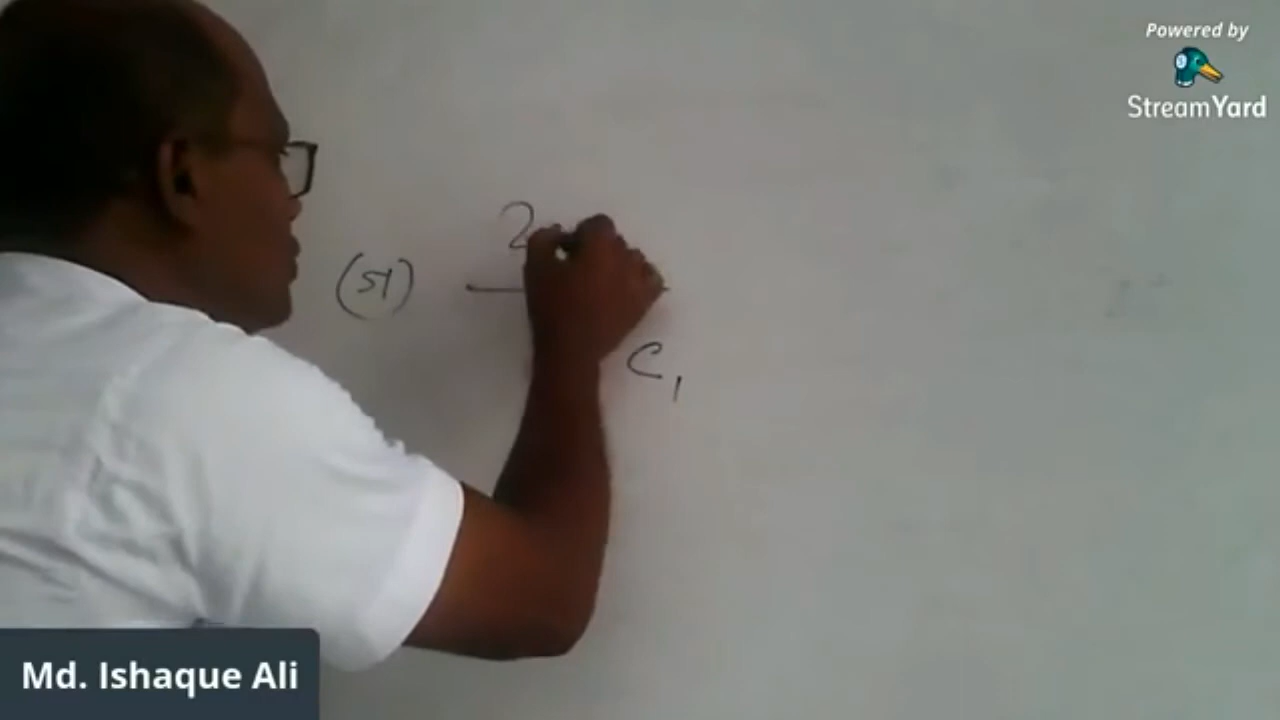 Powered by
StreamYard
2
(ম)
C₁
Md. Ishaque Ali